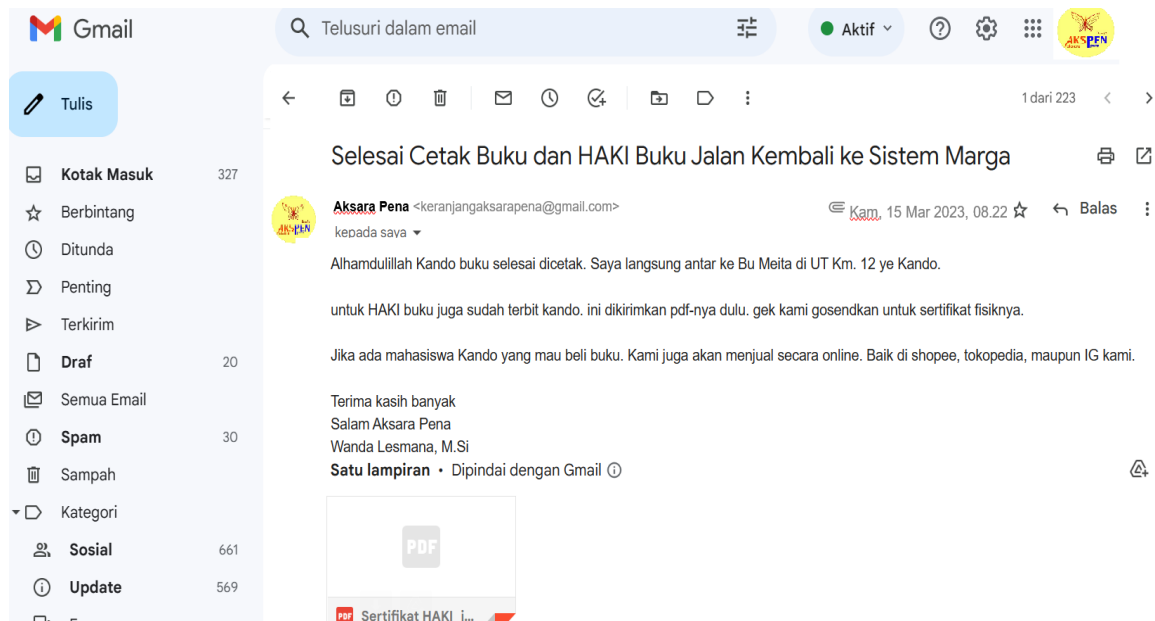 Gmail
Telusuri dalam email
Aktif
AKSPEN
Tulis
1 dari 223
Selesai Cetak Buku dan HAKI Buku Jalan Kembali ke Sistem Marga
Kotak Masuk 327
Berbintang
Ditunda
Penting
Terkirim
Draf 20
Semua Email
Spam 30
Sampah
Kategori
Sosial 661
Update 569
AKSPEN
Aksara Pena <keranjangaksarapena@gmail.com>
Kam, 15 Mar 2023, 08.22
Balas
kepada saya
Alhamdulillah Kando buku selesai dicetak. Saya langsung antar ke Bu Meita di UT Km. 12 ye Kando.
untuk HAKI buku juga sudah terbit kando. ini dikirimkan pdf-nya dulu. gek kami gosendkan untuk sertifikat fisiknya.
Jika ada mahasiswa Kando yang mau beli buku. Kami juga akan menjual secara online. Baik di shopee, tokopedia, maupun IG kami.
Terima kasih banyak
Salam Aksara Pena
Wanda Lesmana, M.Si
Satu lampiran • Dipindai dengan Gmail
PDF
PDF Sertifikat HAKI_j...